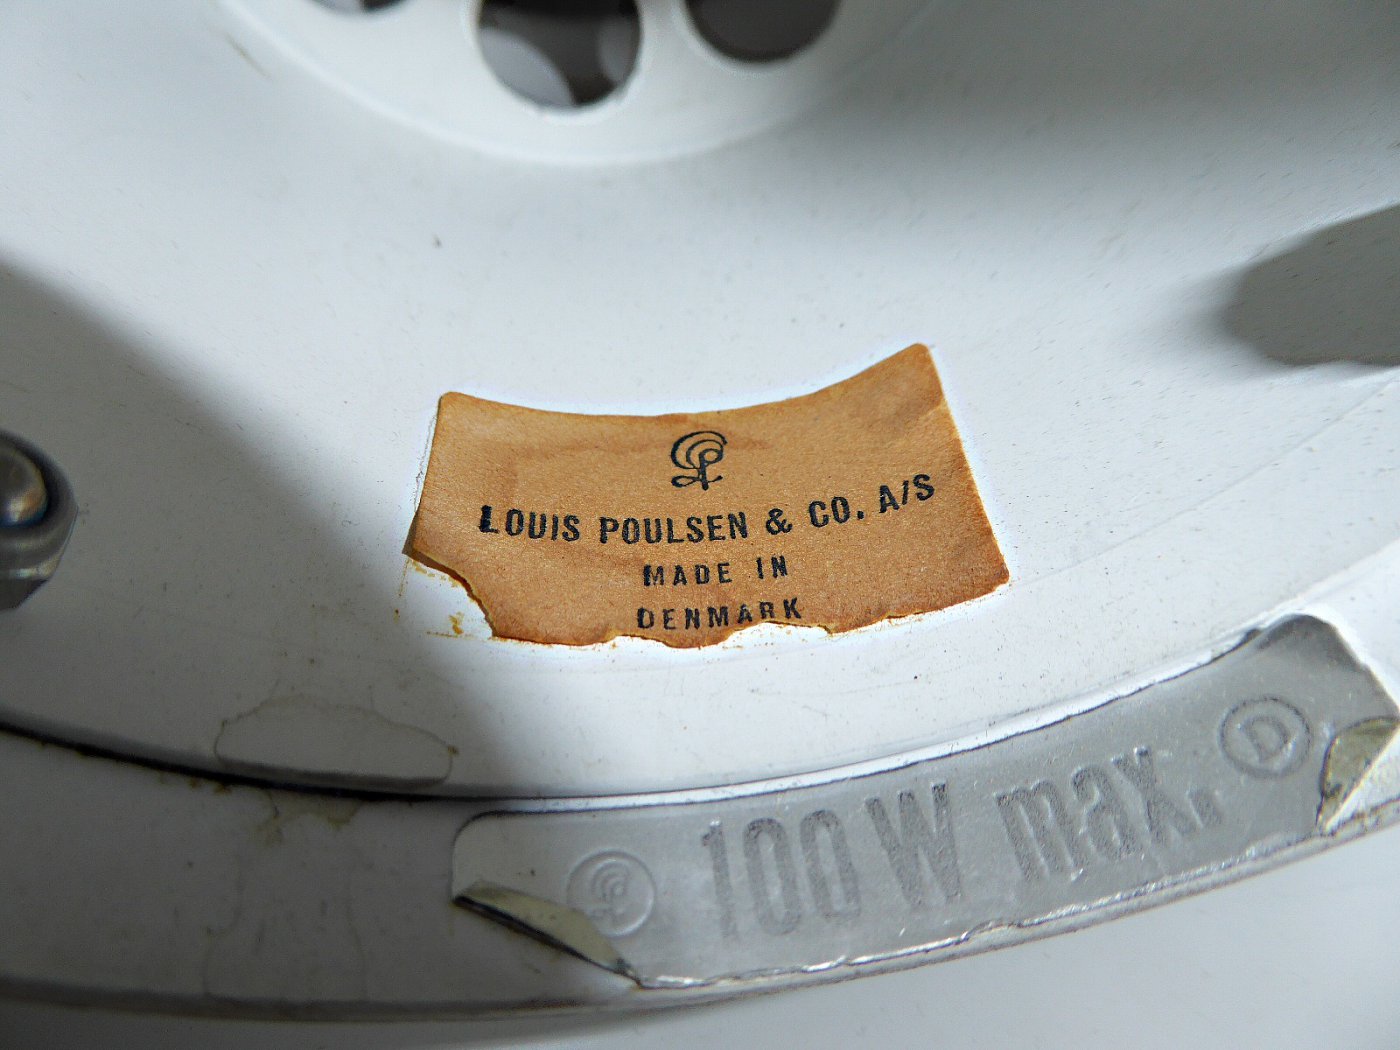 LOUIS POULSEN & CO. A/S
MADE IN
DENMARK
100 W max.
D